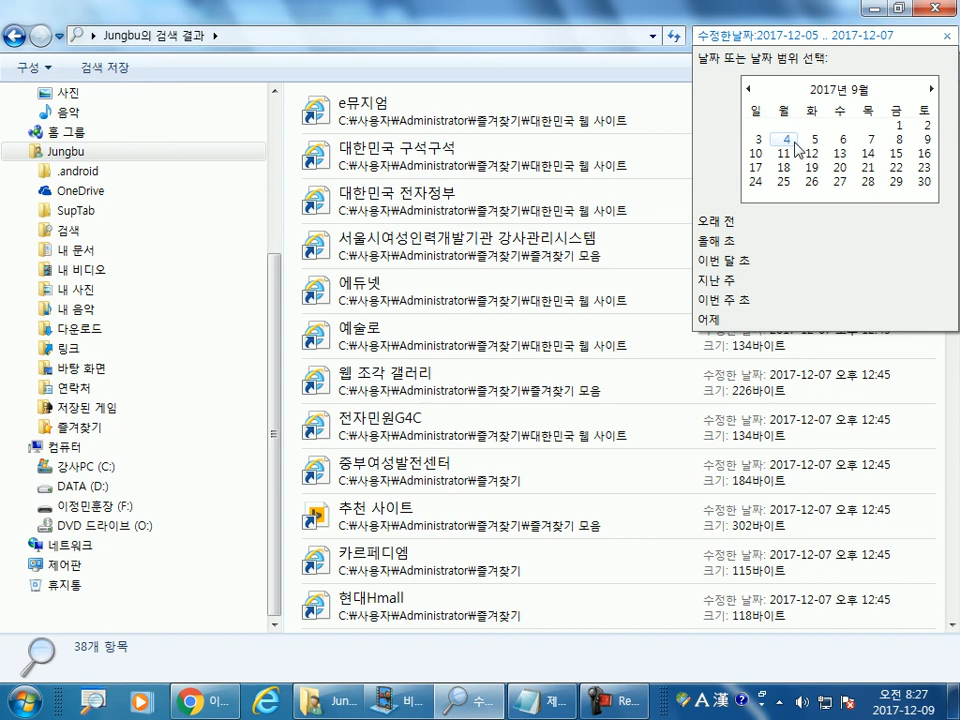 Jungbu의 검색 결과
수정한날짜:2017-12-05 .. 2017-12-07
구성
검색 저장
날짜 또는 날짜 범위 선택:
2017년 9월
일 월 화 수 목 금 토
1 2
3 4 5 6 7 8 9
10 11 12 13 14 15 16
17 18 19 20 21 22 23
24 25 26 27 28 29 30
오래 전
올해 초
이번 달 초
지난 주
이번 주 초
어제
사진
음악
홈 그룹
Jungbu
.android
OneDrive
SupTab
검색
내 문서
내 비디오
내 사진
내 음악
다운로드
링크
바탕 화면
연락처
저장된 게임
즐겨찾기
컴퓨터
강사PC (C:)
DATA (D:)
이정민훈장 (F:)
DVD 드라이브 (O:)
네트워크
제어판
휴지통
e뮤지엄
C:₩사용자₩Administrator₩즐겨찾기₩대한민국 웹 사이트
대한민국 구석구석
C:₩사용자₩Administrator₩즐겨찾기₩대한민국 웹 사이트
대한민국 전자정부
C:₩사용자₩Administrator₩즐겨찾기₩대한민국 웹 사이트
서울시여성인력개발기관 강사관리시스템
C:₩사용자₩Administrator₩즐겨찾기₩즐겨찾기 모음
에듀넷
C:₩사용자₩Administrator₩즐겨찾기₩대한민국 웹 사이트
예술로
수정한 날짜: 2017-12-07 오후 12:45
C:₩사용자₩Administrator₩즐겨찾기₩대한민국 웹 사이트
크기: 134바이트
웹 조각 갤러리
수정한 날짜: 2017-12-07 오후 12:45
C:₩사용자₩Administrator₩즐겨찾기₩즐겨찾기 모음
크기: 226바이트
전자민원G4C
수정한 날짜: 2017-12-07 오후 12:45
C:₩사용자₩Administrator₩즐겨찾기₩대한민국 웹 사이트
크기: 134바이트
중부여성발전센터
수정한 날짜: 2017-12-07 오후 12:45
C:₩사용자₩Administrator₩즐겨찾기
크기: 184바이트
추천 사이트
수정한 날짜: 2017-12-07 오후 12:45
C:₩사용자₩Administrator₩즐겨찾기₩즐겨찾기 모음
크기: 302바이트
카르페디엠
수정한 날짜: 2017-12-07 오후 12:45
C:₩사용자₩Administrator₩즐겨찾기
크기: 115바이트
현대Hmall
수정한 날짜: 2017-12-07 오후 12:45
C:₩사용자₩Administrator₩즐겨찾기
크기: 118바이트
38개 항목
이...
Jun...
비...
수...
제...
Re...
A 漢
오전 8:27
2017-12-09